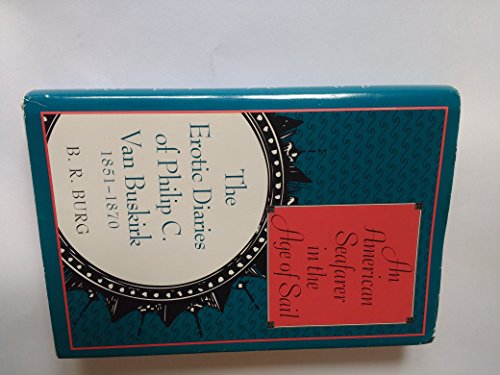 An
American
Seafarer
in the
Age of Sail
The
Erotic Diaries
of Philip C.
Van Buskirk
1851–1870
B. R. BURG